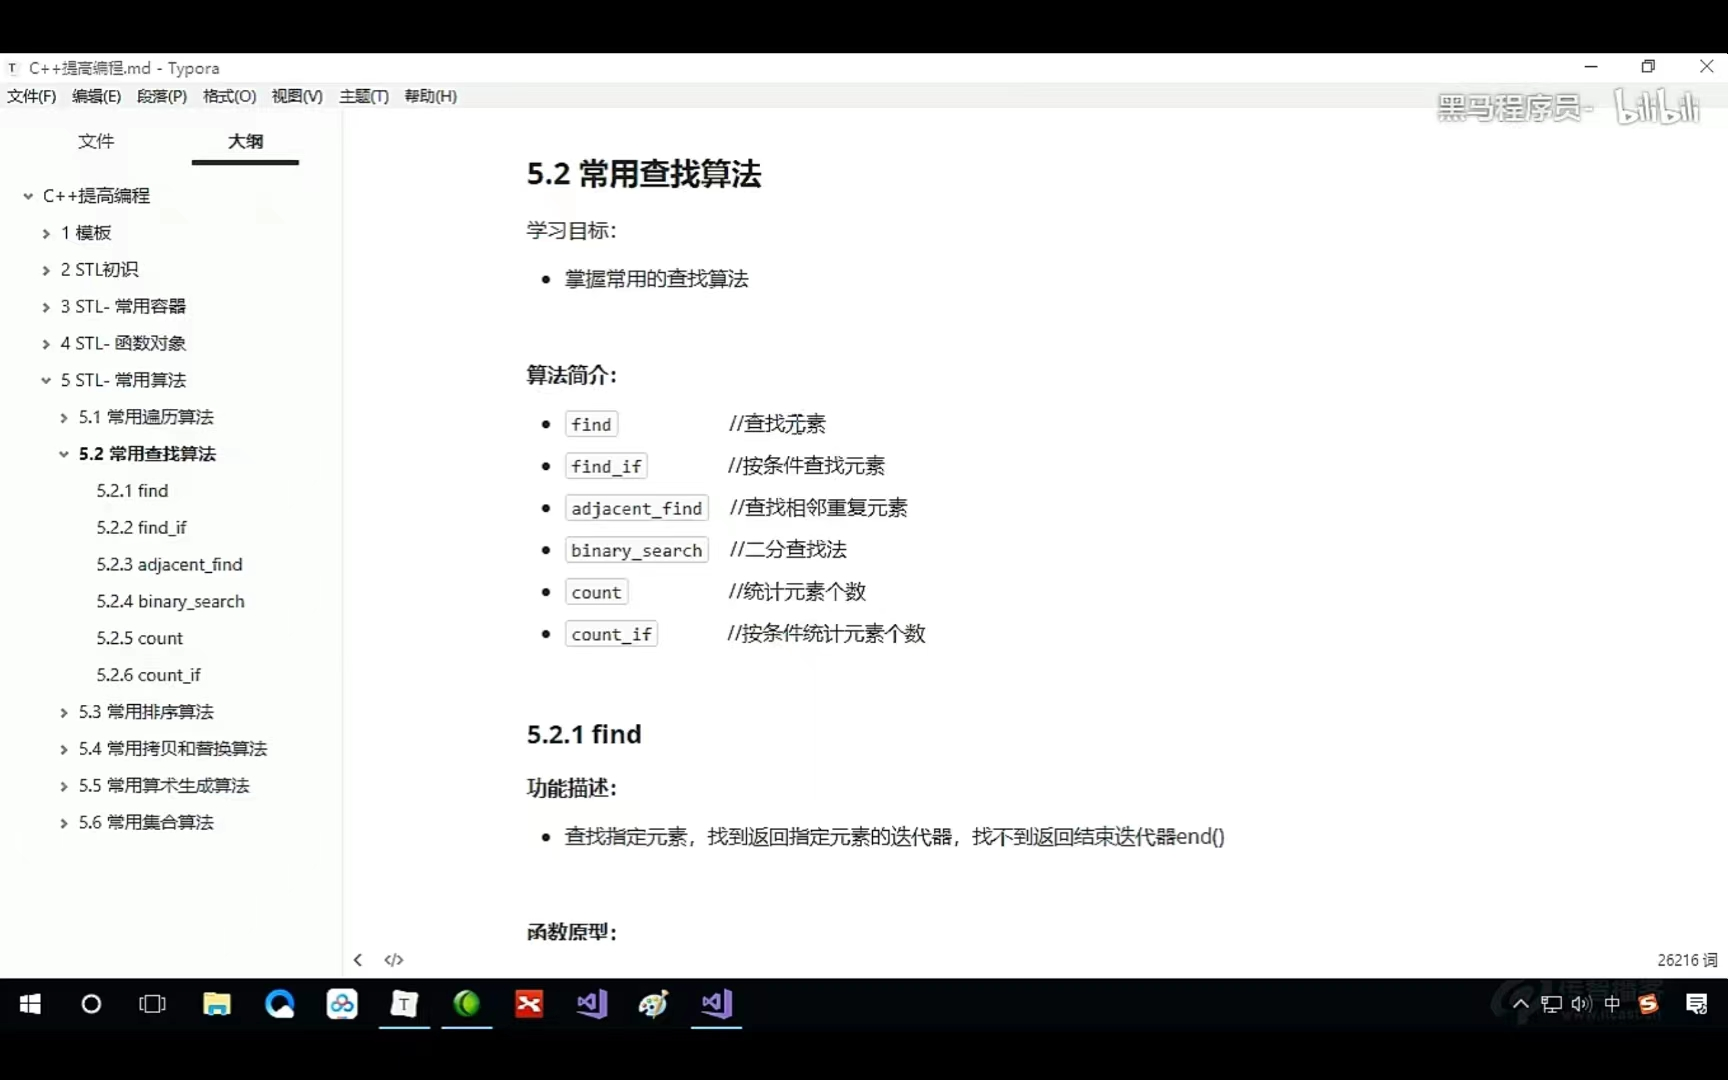 C++提高编程.md - Typora
文件(F) 编辑(E) 段落(P) 格式(O) 视图(V) 主题(T) 帮助(H)
黑马程序员- bilibili
文件 大纲
C++提高编程
1 模板
2 STL初识
3 STL- 常用容器
4 STL- 函数对象
5 STL- 常用算法
5.1 常用遍历算法
5.2 常用查找算法
5.2.1 find
5.2.2 find_if
5.2.3 adjacent_find
5.2.4 binary_search
5.2.5 count
5.2.6 count_if
5.3 常用排序算法
5.4 常用拷贝和替换算法
5.5 常用算术生成算法
5.6 常用集合算法
5.2 常用查找算法
学习目标：
掌握常用的查找算法
算法简介：
find //查找元素
find_if //按条件查找元素
adjacent_find //查找相邻重复元素
binary_search //二分查找法
count //统计元素个数
count_if //按条件统计元素个数
5.2.1 find
功能描述：
查找指定元素，找到返回指定元素的迭代器，找不到返回结束迭代器end()
函数原型：
26216 词
中